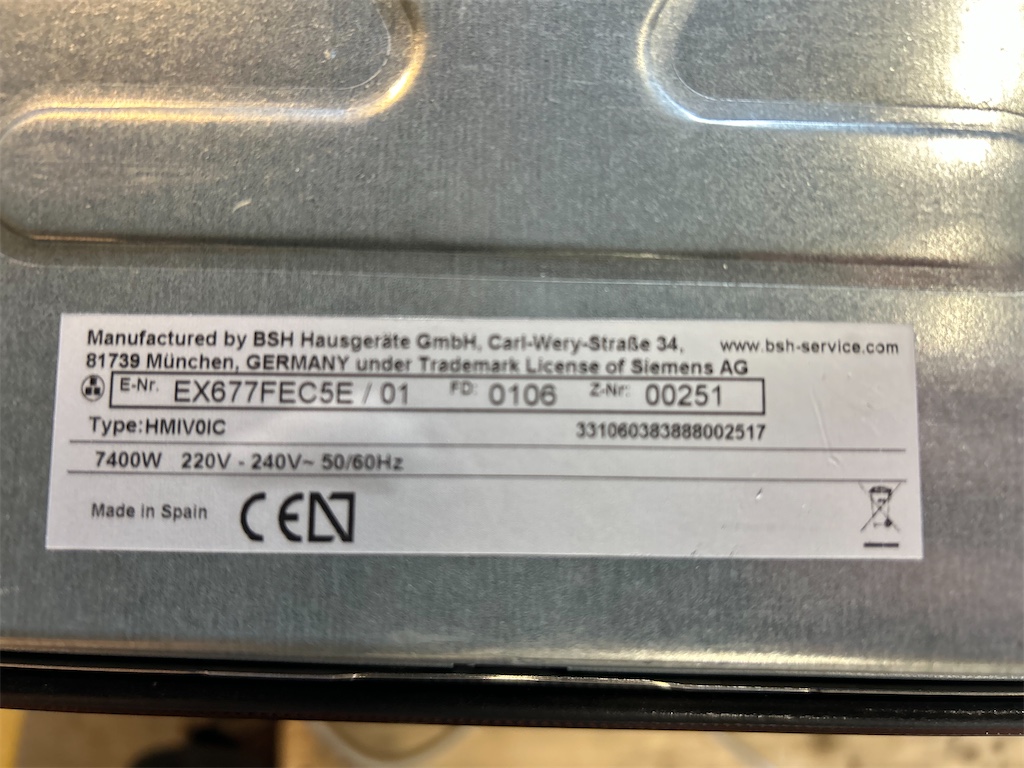 Manufactured by BSH Hausgeräte GmbH, Carl-Wery-Straße 34, www.bsh-service.com
81739 München, GERMANY under Trademark License of Siemens AG
E-Nr. EX677FEC5E / 01 FD: 0106 Z-Nr: 00251
Type: HMIV0IC 331060383888002517
7400W 220V - 240V~ 50/60Hz
Made in Spain CE N